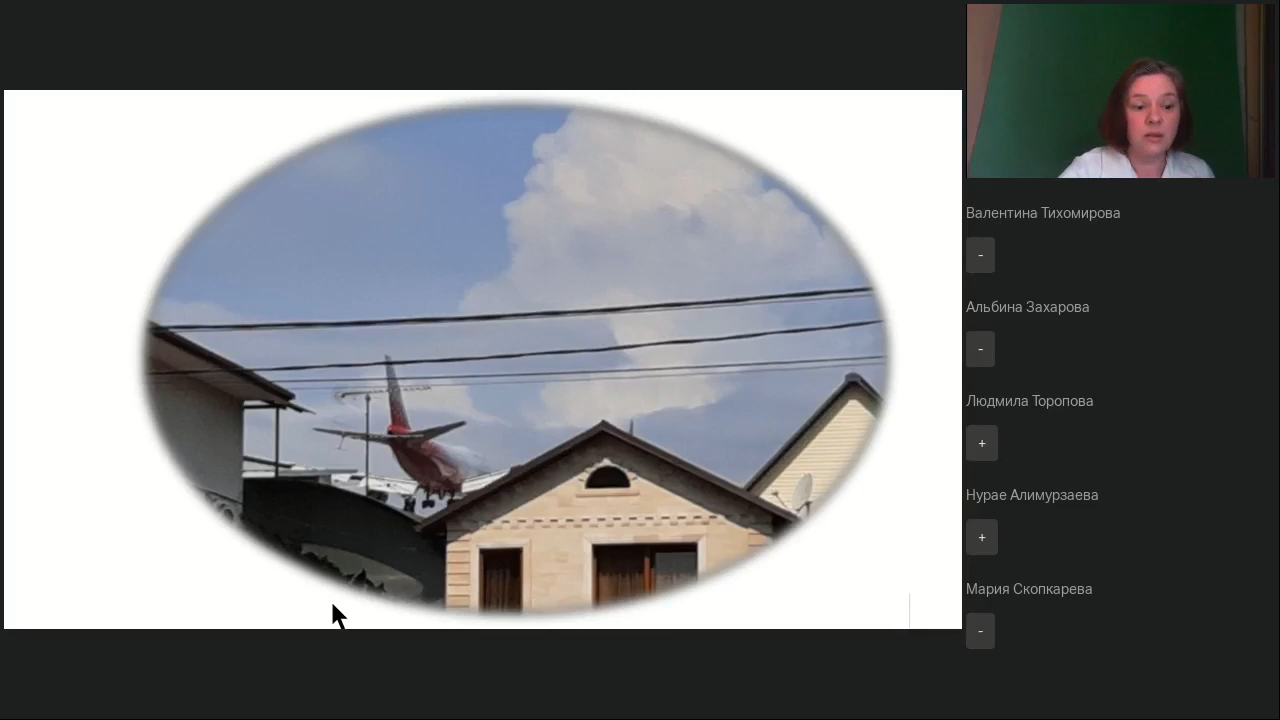 Валентина Тихомирова
-
Альбина Захарова
-
Людмила Торопова
+
Нурае Алимурзаева
+
Мария Скопкарева
-